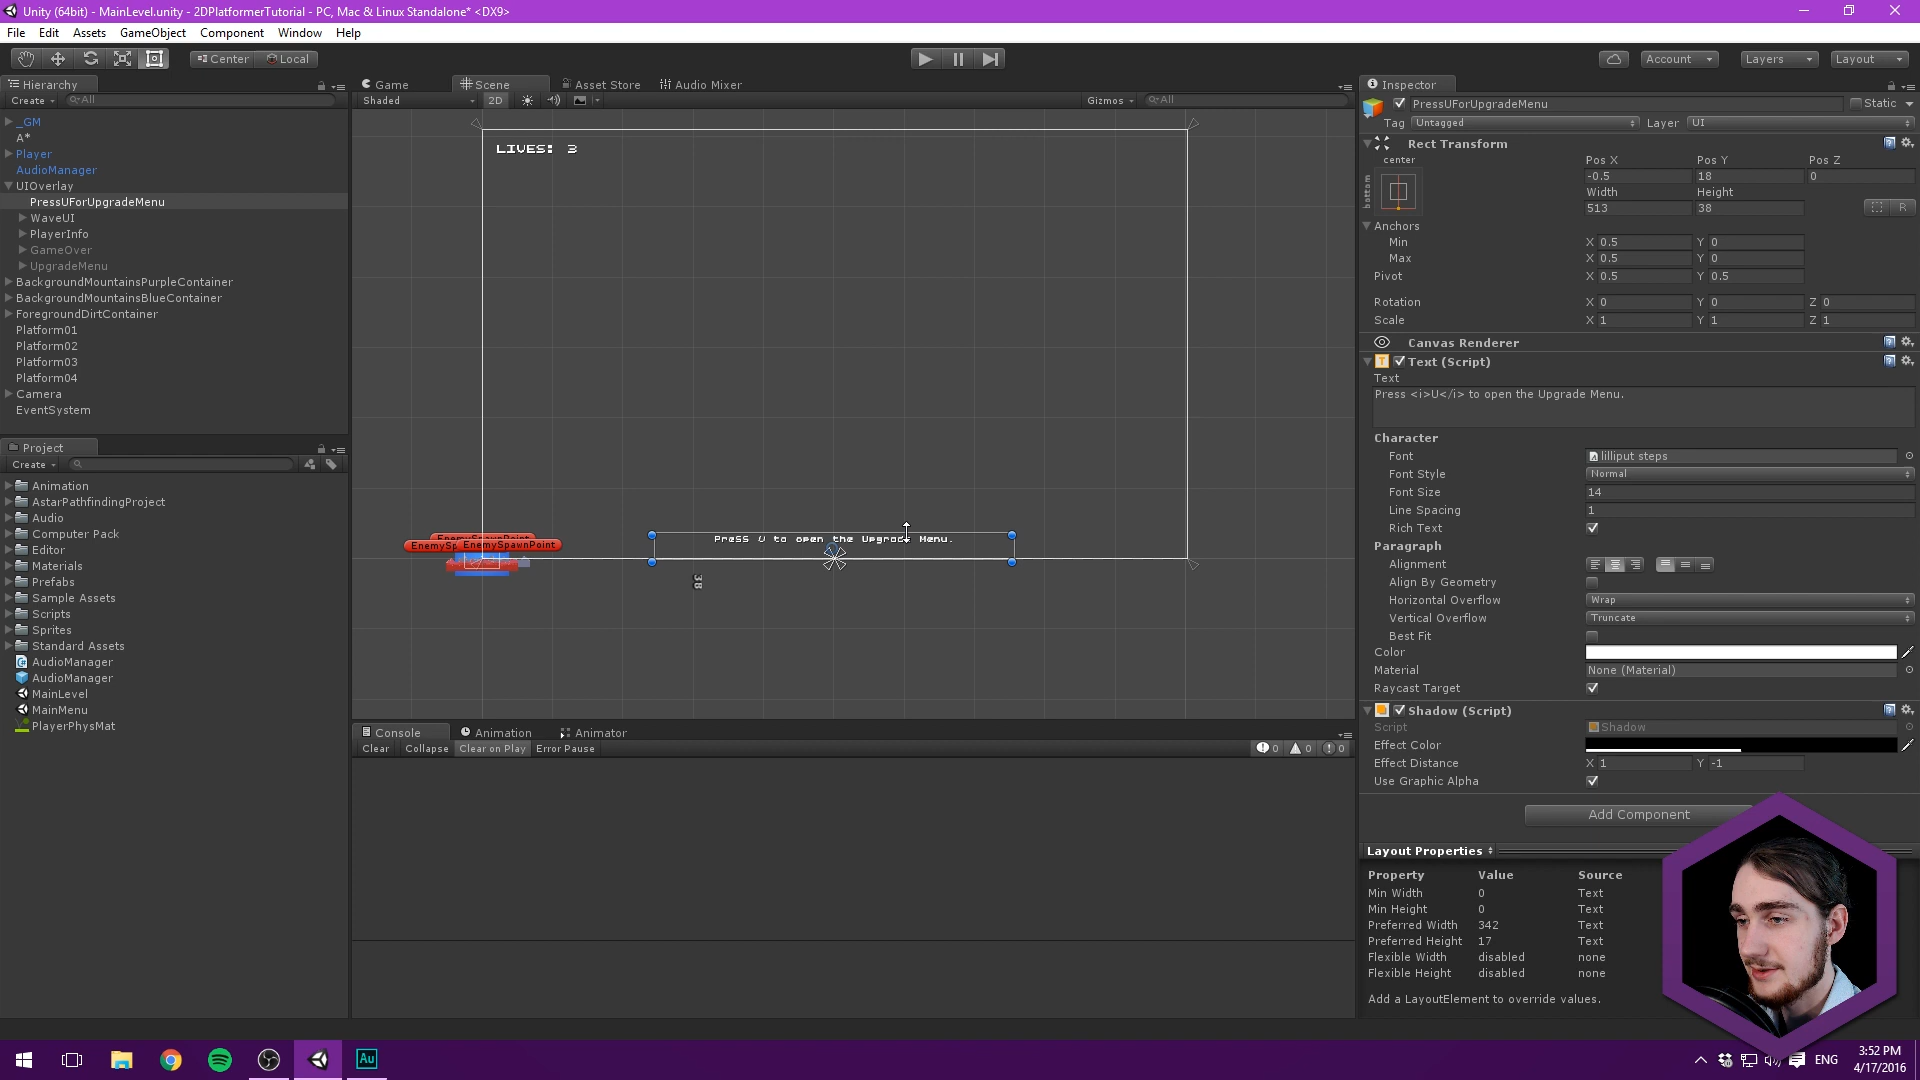 Unity (64bit) - MainLevel.unity - 2DPlatformerTutorial - PC, Mac & Linux Standalone* <DX9>
File Edit Assets GameObject Component Window Help
Center Local Account Layers Layout
Hierarchy
Create All
_GM
A*
Player
AudioManager
UIOverlay
PressUForUpgradeMenu
WaveUI
PlayerInfo
GameOver
UpgradeMenu
BackgroundMountainsPurpleContainer
BackgroundMountainsBlueContainer
ForegroundDirtContainer
Platform01
Platform02
Platform03
Platform04
Camera
EventSystem
Project
Create
Animation
AstarPathfindingProject
Audio
Computer Pack
Editor
Materials
Prefabs
Sample Assets
Scripts
Sprites
Standard Assets
AudioManager
AudioManager
MainLevel
MainMenu
PlayerPhysMat
Game Scene Asset Store Audio Mixer
Shaded 2D Gizmos All
LIVES: 3
EnemySpawnPoint
EnemySp EnemySpawnPoint
Press U to open the Upgrade Menu.
38
Console Animation Animator
Clear Collapse Clear on Play Error Pause 0 0 0
Inspector
PressUForUpgradeMenu Static
Tag Untagged Layer UI
Rect Transform
center
bottom
Pos X Pos Y Pos Z
-0.5 18 0
Width Height
513 38 R
Anchors
Min X 0.5 Y 0
Max X 0.5 Y 0
Pivot X 0.5 Y 0.5
Rotation X 0 Y 0 Z 0
Scale X 1 Y 1 Z 1
Canvas Renderer
Text (Script)
Text
Press <i>U</i> to open the Upgrade Menu.
Character
Font lilliput steps
Font Style Normal
Font Size 14
Line Spacing 1
Rich Text
Paragraph
Alignment
Align By Geometry
Horizontal Overflow Wrap
Vertical Overflow Truncate
Best Fit
Color
Material None (Material)
Raycast Target
Shadow (Script)
Script Shadow
Effect Color
Effect Distance X 1 Y -1
Use Graphic Alpha
Add Component
Layout Properties
Property Value Source
Min Width 0 Text
Min Height 0 Text
Preferred Width 342 Text
Preferred Height 17 Text
Flexible Width disabled none
Flexible Height disabled none
Add a LayoutElement to override values.
Au
ENG
3:52 PM
4/17/2016